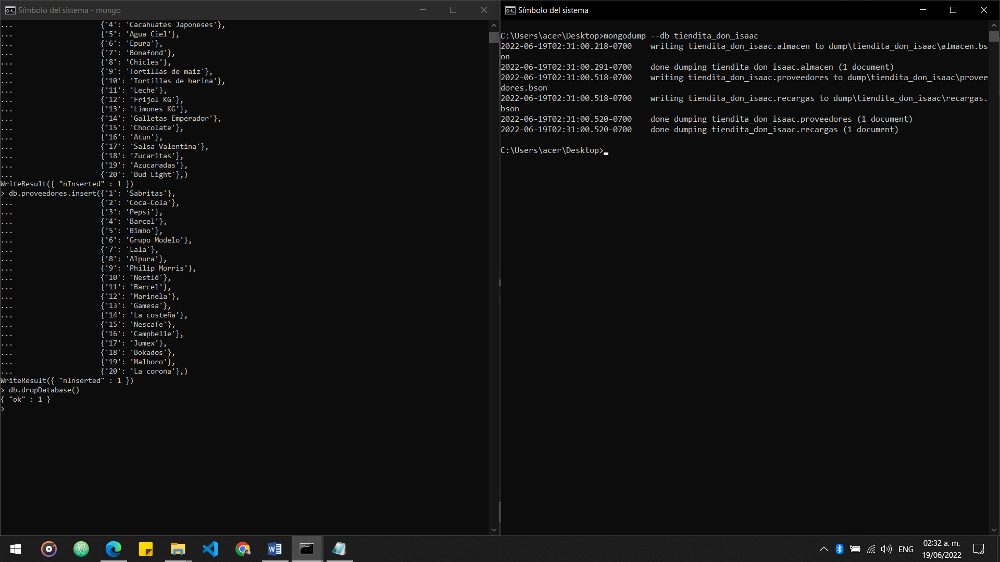 Símbolo del sistema - mongo
... {'4': 'Cacahuates Japoneses'},
... {'5': 'Agua Ciel'},
... {'6': 'Epura'},
... {'7': 'Bonafond'},
... {'8': 'Chicles'},
... {'9': 'Tortillas de maiz'},
... {'10': 'Tortillas de harina'},
... {'11': 'Leche'},
... {'12': 'Frijol KG'},
... {'13': 'Limones KG'},
... {'14': 'Galletas Emperador'},
... {'15': 'Chocolate'},
... {'16': 'Atun'},
... {'17': 'Salsa Valentina'},
... {'18': 'Zucaritas'},
... {'19': 'Azucaradas'},
... {'20': 'Bud Light'},)
WriteResult({ "nInserted" : 1 })
> db.proveedores.insert({'1': 'Sabritas'},
... {'2': 'Coca-Cola'},
... {'3': 'Pepsi'},
... {'4': 'Barcel'},
... {'5': 'Bimbo'},
... {'6': 'Grupo Modelo'},
... {'7': 'Lala'},
... {'8': 'Alpura'},
... {'9': 'Philip Morris'},
... {'10': 'Nestlé'},
... {'11': 'Barcel'},
... {'12': 'Marinela'},
... {'13': 'Gamesa'},
... {'14': 'La costeña'},
... {'15': 'Nescafe'},
... {'16': 'Campbelle'},
... {'17': 'Jumex'},
... {'18': 'Bokados'},
... {'19': 'Malboro'},
... {'20': 'La corona'},)
WriteResult({ "nInserted" : 1 })
> db.dropDatabase()
{ "ok" : 1 }
>
Símbolo del sistema
C:\Users\acer\Desktop>mongodump --db tiendita_don_isaac
2022-06-19T02:31:00.218-0700 writing tiendita_don_isaac.almacen to dump\tiendita_don_isaac\almacen.bs
on
2022-06-19T02:31:00.291-0700 done dumping tiendita_don_isaac.almacen (1 document)
2022-06-19T02:31:00.518-0700 writing tiendita_don_isaac.proveedores to dump\tiendita_don_isaac\provee
dores.bson
2022-06-19T02:31:00.518-0700 writing tiendita_don_isaac.recargas to dump\tiendita_don_isaac\recargas.
bson
2022-06-19T02:31:00.520-0700 done dumping tiendita_don_isaac.proveedores (1 document)
2022-06-19T02:31:00.520-0700 done dumping tiendita_don_isaac.recargas (1 document)
C:\Users\acer\Desktop>
ENG
02:32 a. m.
19/06/2022